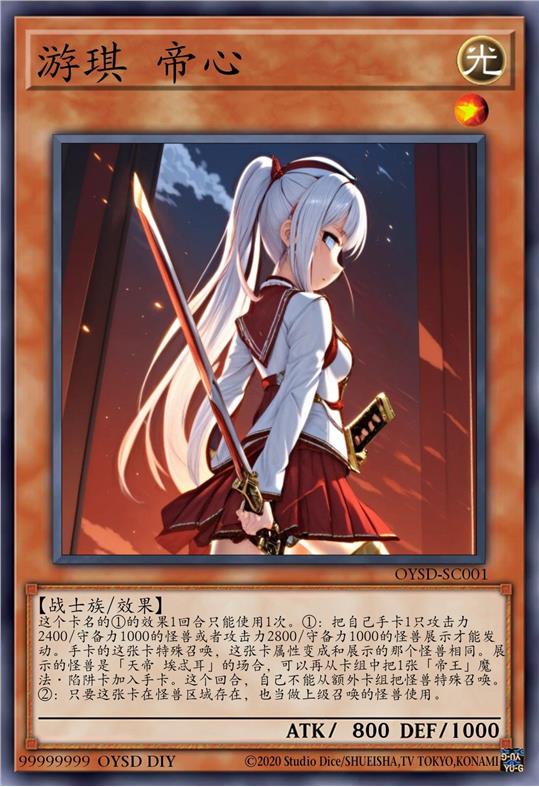 游琪 帝心
光
OYSD-SC001
【战士族/效果】
这个卡名的①的效果1回合只能使用1次。①：把自己手卡1只攻击力
2400/守备力1000的怪兽或者攻击力2800/守备力1000的怪兽展示才能发
动。手卡的这张卡特殊召唤，这张卡属性变成和展示的那个怪兽相同。展
示的怪兽是「天帝 埃忒耳」的场合，可以再从卡组中把1张「帝王」魔
法·陷阱卡加入手卡。这个回合，自己不能从额外卡组把怪兽特殊召唤。
②：只要这张卡在怪兽区域存在，也当做上级召唤的怪兽使用。
ATK/ 800 DEF/1000
99999999 OYSD DIY ©2020 Studio Dice/SHUEISHA,TV TOKYO,KONAMI